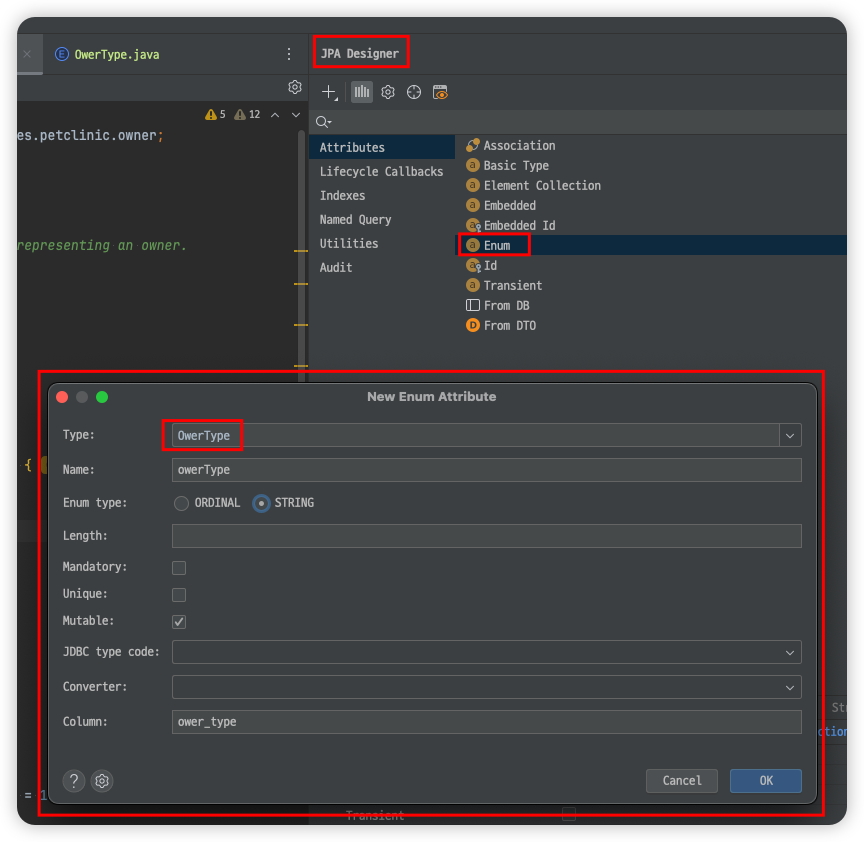 OwerType.java
JPA Designer
5 12
es.petclinic.owner;
Attributes
Lifecycle Callbacks
Indexes
Named Query
Utilities
Audit
Association
Basic Type
Element Collection
Embedded
Embedded Id
Enum
Id
Transient
From DB
From DTO
representing an owner.
{
New Enum Attribute
Type: OwerType
Name: owerType
Enum type: ORDINAL STRING
Length:
Mandatory:
Unique:
Mutable:
JDBC type code:
Converter:
Column: ower_type
? Cancel OK
= 1
Transient